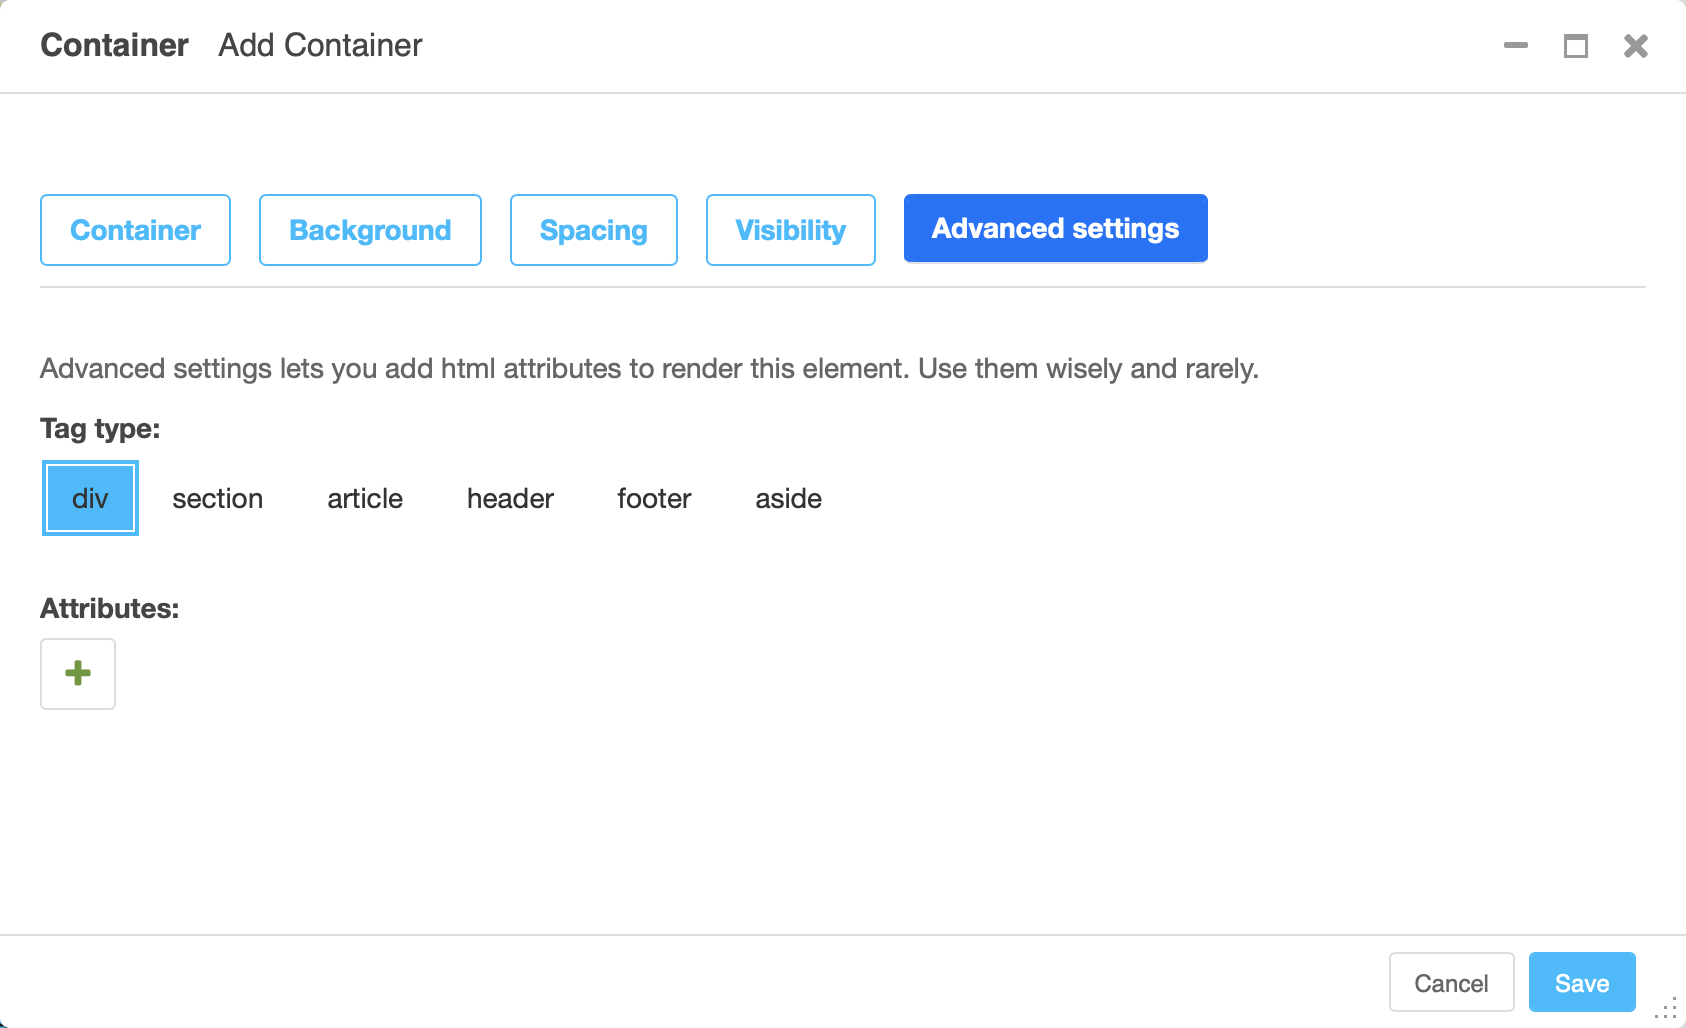 Container Add Container
Container Background Spacing Visibility Advanced settings
Advanced settings lets you add html attributes to render this element. Use them wisely and rarely.
Tag type:
div section article header footer aside
Attributes:
Cancel Save